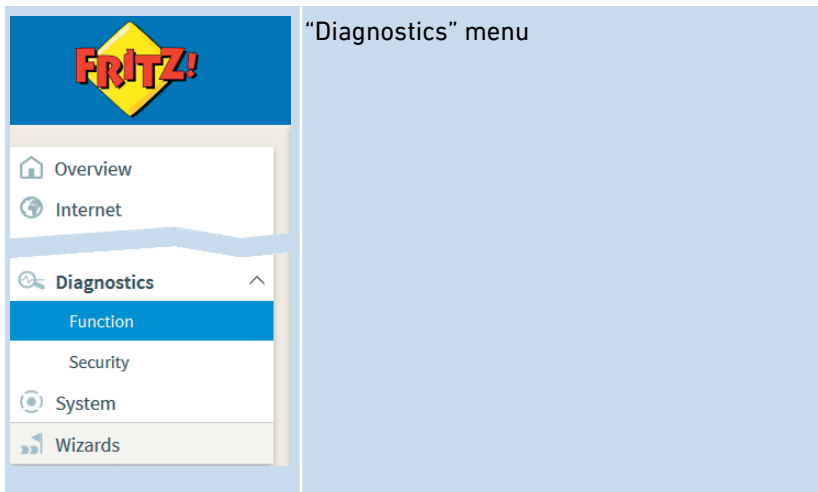 FRITZ!
“Diagnostics” menu
Overview
Internet
Diagnostics
Function
Security
System
Wizards